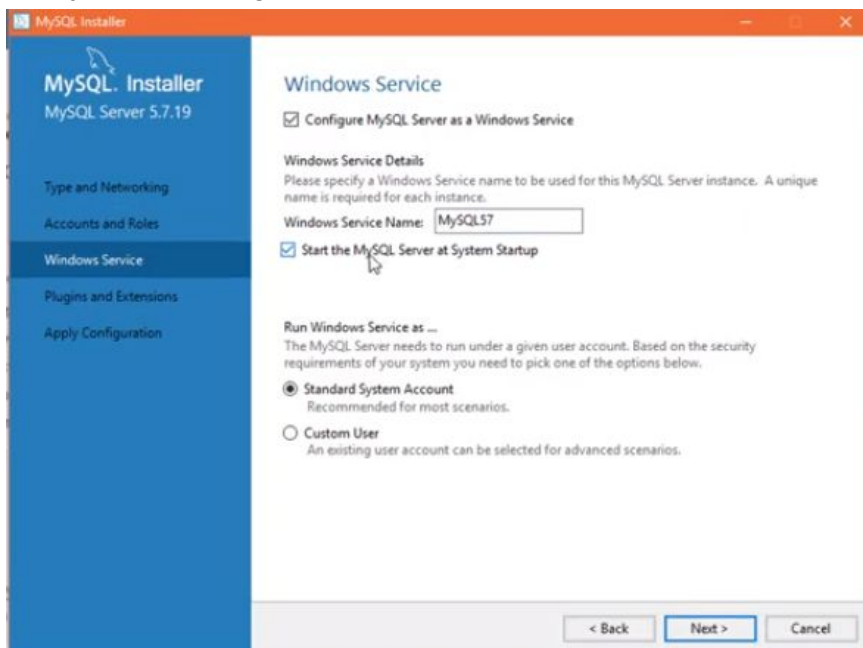 MySQL Installer
MySQL. Installer
MySQL Server 5.7.19
Type and Networking
Accounts and Roles
Windows Service
Plugins and Extensions
Apply Configuration
Windows Service
Configure MySQL Server as a Windows Service
Windows Service Details
Please specify a Windows Service name to be used for this MySQL Server instance. A unique
name is required for each instance.
Windows Service Name: MySQL57
Start the MySQL Server at System Startup
Run Windows Service as ...
The MySQL Server needs to run under a given user account. Based on the security
requirements of your system you need to pick one of the options below.
Standard System Account
Recommended for most scenarios.
Custom User
An existing user account can be selected for advanced scenarios.
< Back Next > Cancel